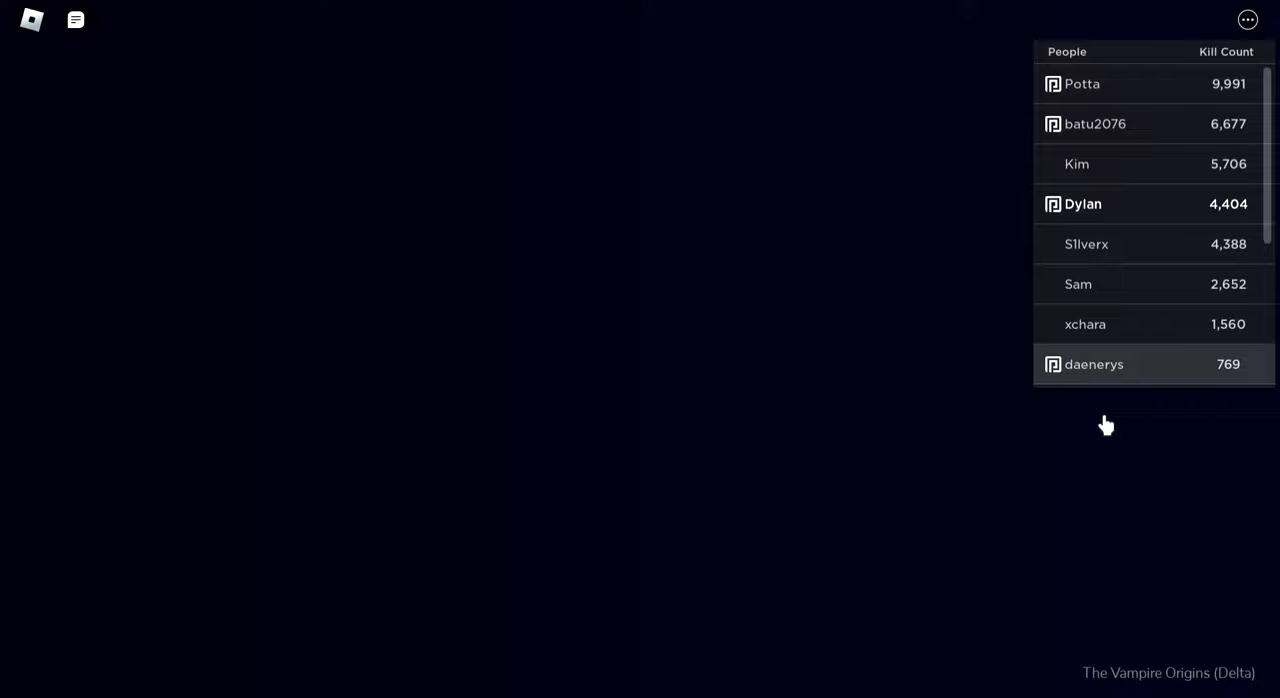 People Kill Count
Potta 9,991
batu2076 6,677
Kim 5,706
Dylan 4,404
S1lverx 4,388
Sam 2,652
xchara 1,560
daenerys 769
The Vampire Origins (Delta)